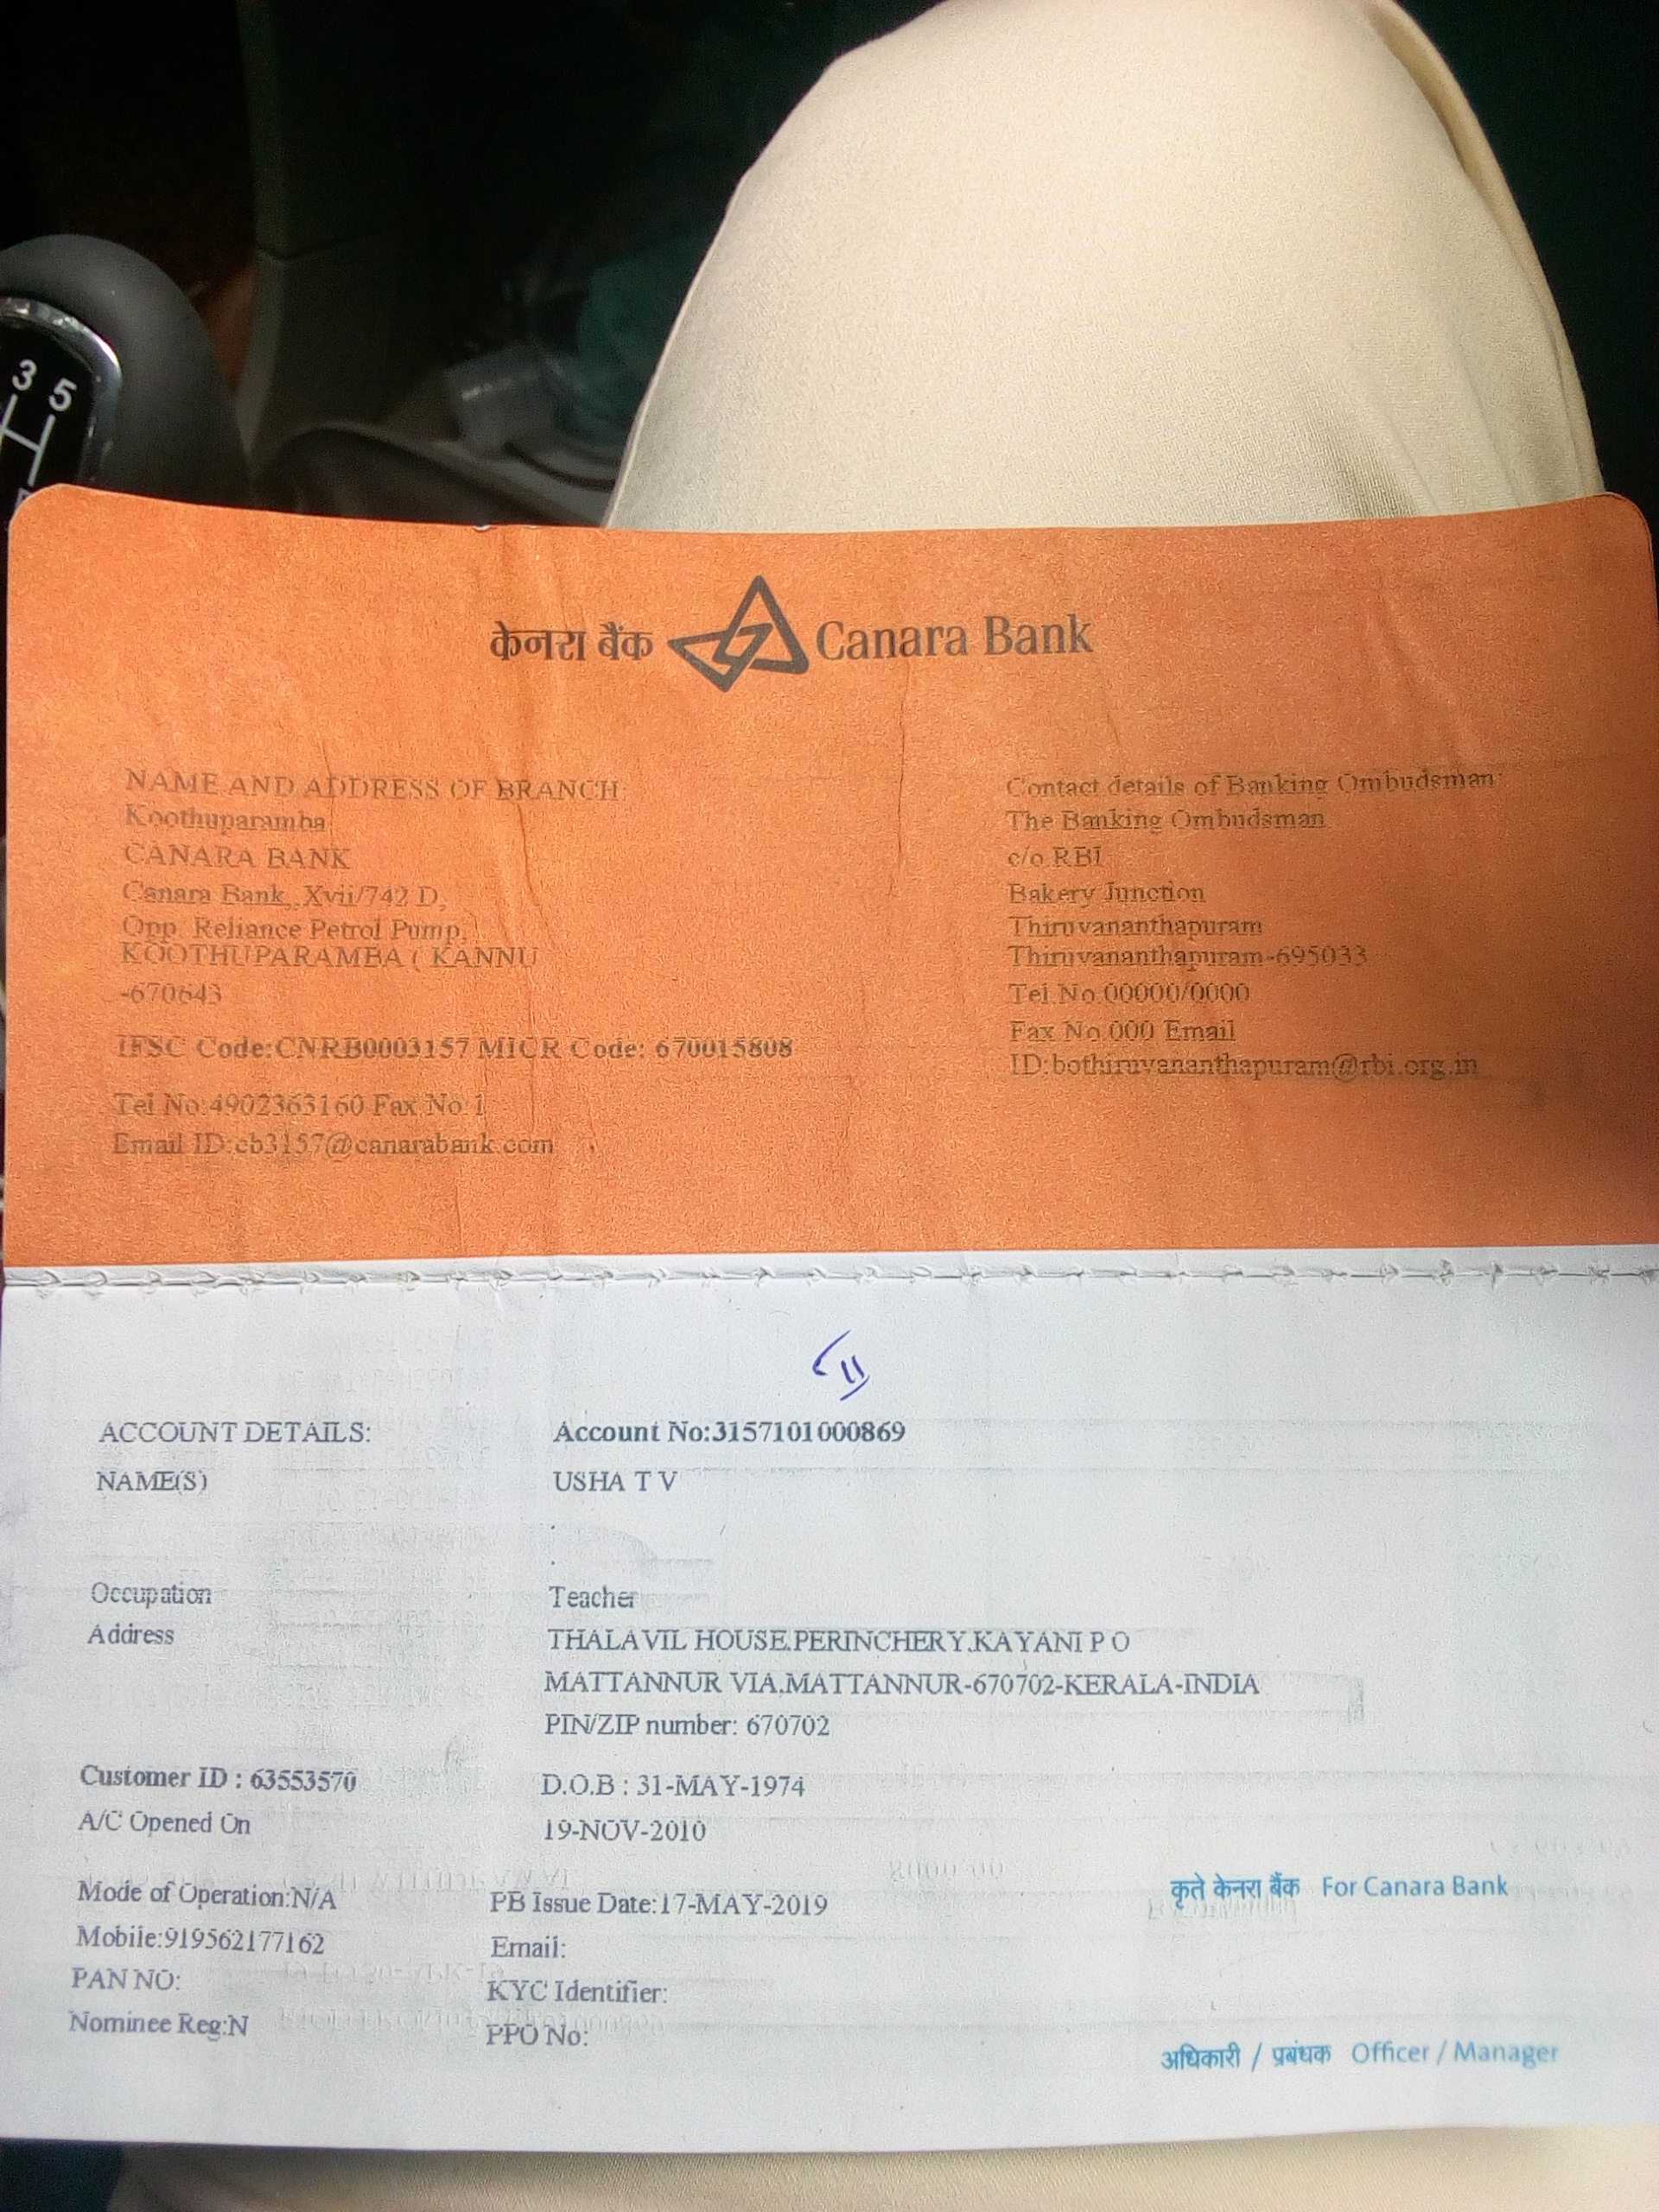 3 5
केनरा बैंक Canara Bank
NAME AND ADDRESS OF BRANCH:
Koothuparamba
CANARA BANK
Canara Bank,,Xvii/742 D,
Opp. Reliance Petrol Pump,
KOOTHUPARAMBA ( KANNU
-670643
IFSC Code:CNRB0003157 MICR Code: 670015808
Tel No:4902363160 Fax No:1
Email ID:cb3157@canarabank.com
Contact details of Banking Ombudsman:
The Banking Ombudsman
c/o RBI
Bakery Junction
Thiruvananthapuram
Thiruvananthapuram-695033
Tel.No.00000/0000
Fax No.000 Email
ID:bothiruvananthapuram@rbi.org.in
ACCOUNT DETAILS: Account No:3157101000869
NAME(S) USHA T V
.
.
Occupation Teacher
Address THALAVIL HOUSE,PERINCHERY,KAYANI P O
MATTANNUR VIA,MATTANNUR-670702-KERALA-INDIA
PIN/ZIP number: 670702
Customer ID : 63553570 D.O.B : 31-MAY-1974
A/C Opened On 19-NOV-2010
Mode of Operation:N/A PB Issue Date:17-MAY-2019
Mobile:919562177162 Email:
PAN NO: KYC Identifier:
Nominee Reg:N PPO No:
कृते केनरा बैंक For Canara Bank
अधिकारी / प्रबंधक Officer / Manager